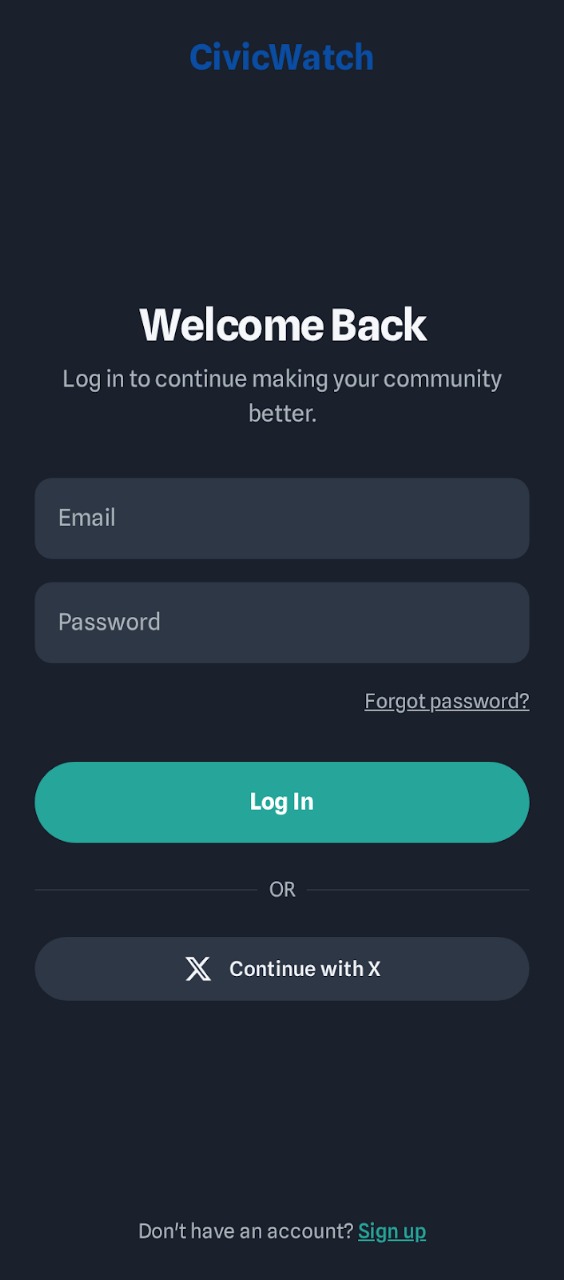 CivicWatch
Welcome Back
Log in to continue making your community
better.
Email
Password
Forgot password?
Log In
OR
Continue with X
Don't have an account? Sign up